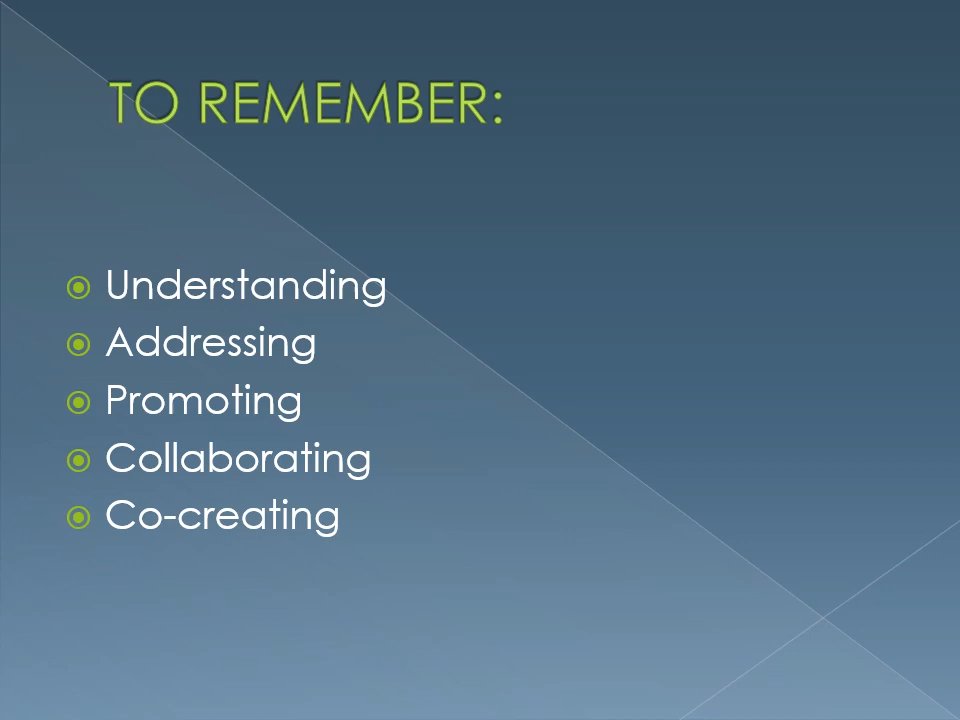 TO REMEMBER:
Understanding
Addressing
Promoting
Collaborating
Co-creating